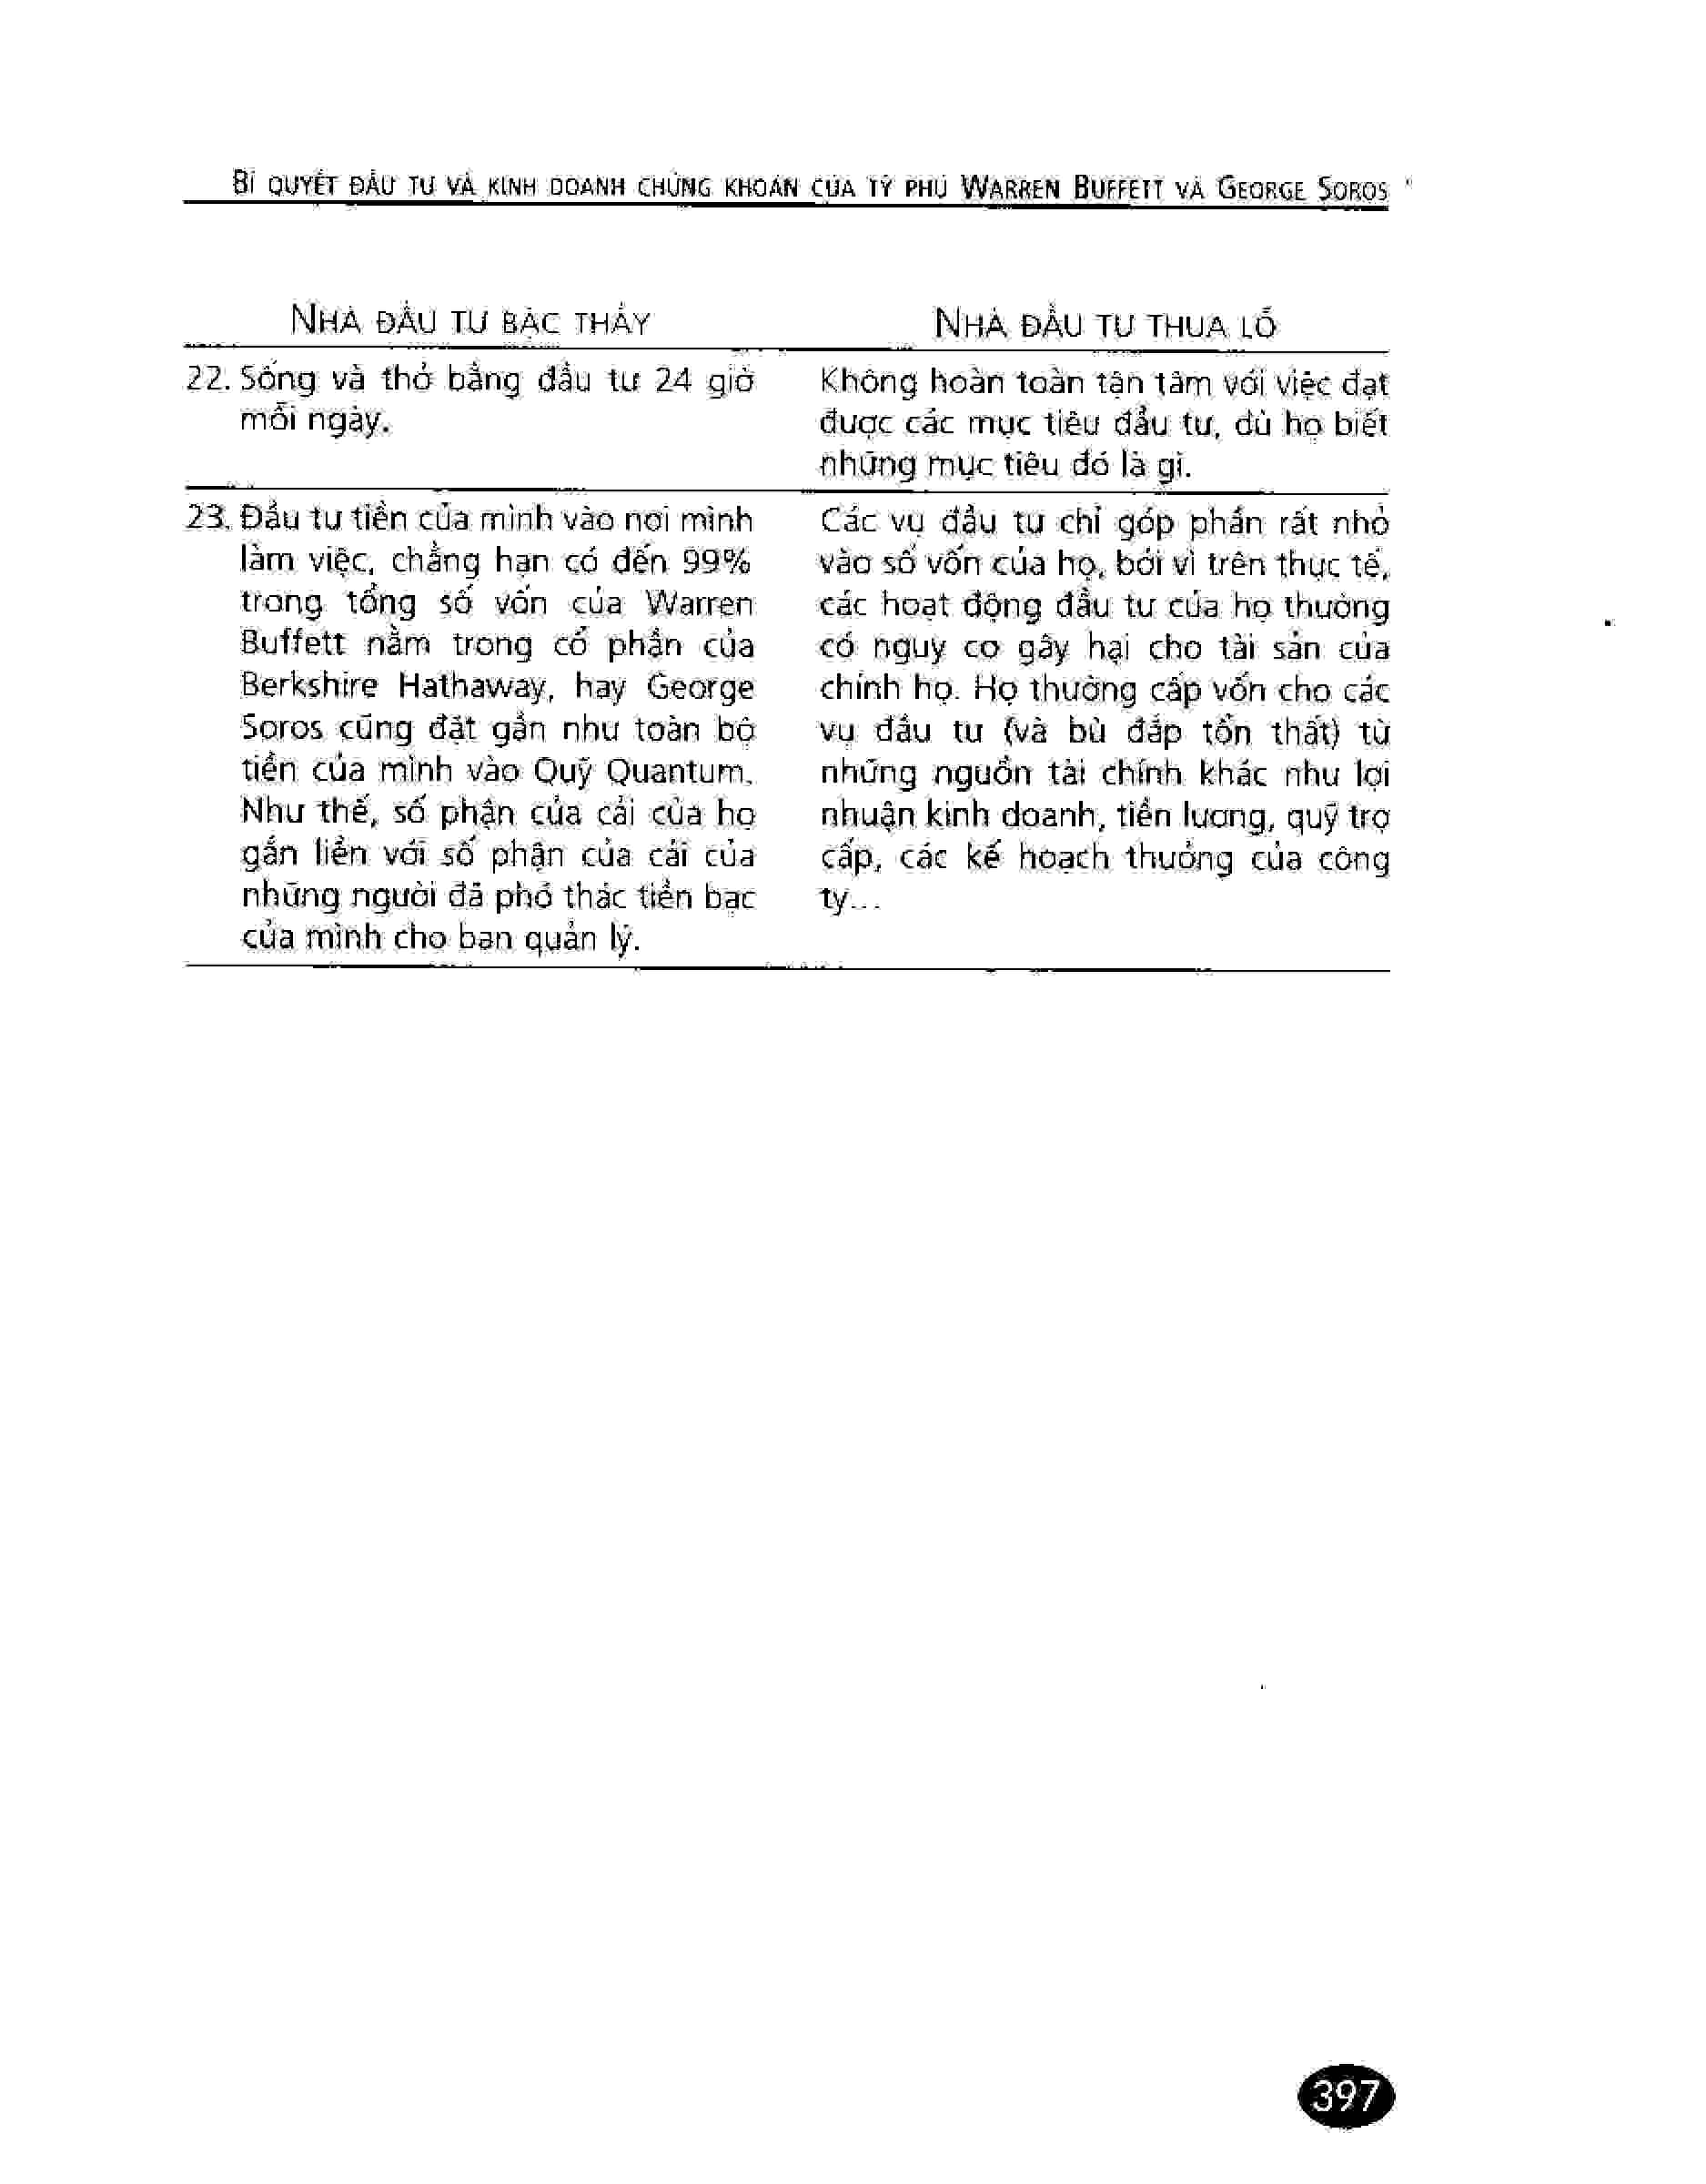 BÍ QUYẾT ĐẦU TƯ VÀ KINH DOANH CHỨNG KHOÁN CỦA TỶ PHÚ WARREN BUFFETT VÀ GEORGE SOROS
NHÀ ĐẦU TƯ BẬC THẦY
22. Sống và thở bằng đầu tư 24 giờ
mỗi ngày.
23. Đầu tư tiền của mình vào nơi mình
làm việc, chẳng hạn có đến 99%
trong tổng số vốn của Warren
Buffett nằm trong cổ phần của
Berkshire Hathaway, hay George
Soros cũng đặt gần như toàn bộ
tiền của mình vào Quỹ Quantum.
Như thế, số phận của cải của họ
gắn liền với số phận của cải của
những người đã phó thác tiền bạc
của mình cho ban quản lý.
NHÀ ĐẦU TƯ THUA LỖ
Không hoàn toàn tận tâm với việc đạt
được các mục tiêu đầu tư, dù họ biết
những mục tiêu đó là gì.
Các vụ đầu tư chỉ góp phần rất nhỏ
vào số vốn của họ, bởi vì trên thực tế,
các hoạt động đầu tư của họ thường
có nguy cơ gây hại cho tài sản của
chính họ. Họ thường cấp vốn cho các
vụ đầu tư (và bù đắp tổn thất) từ
những nguồn tài chính khác như lợi
nhuận kinh doanh, tiền lương, quỹ trợ
cấp, các kế hoạch thưởng của công
ty...
397